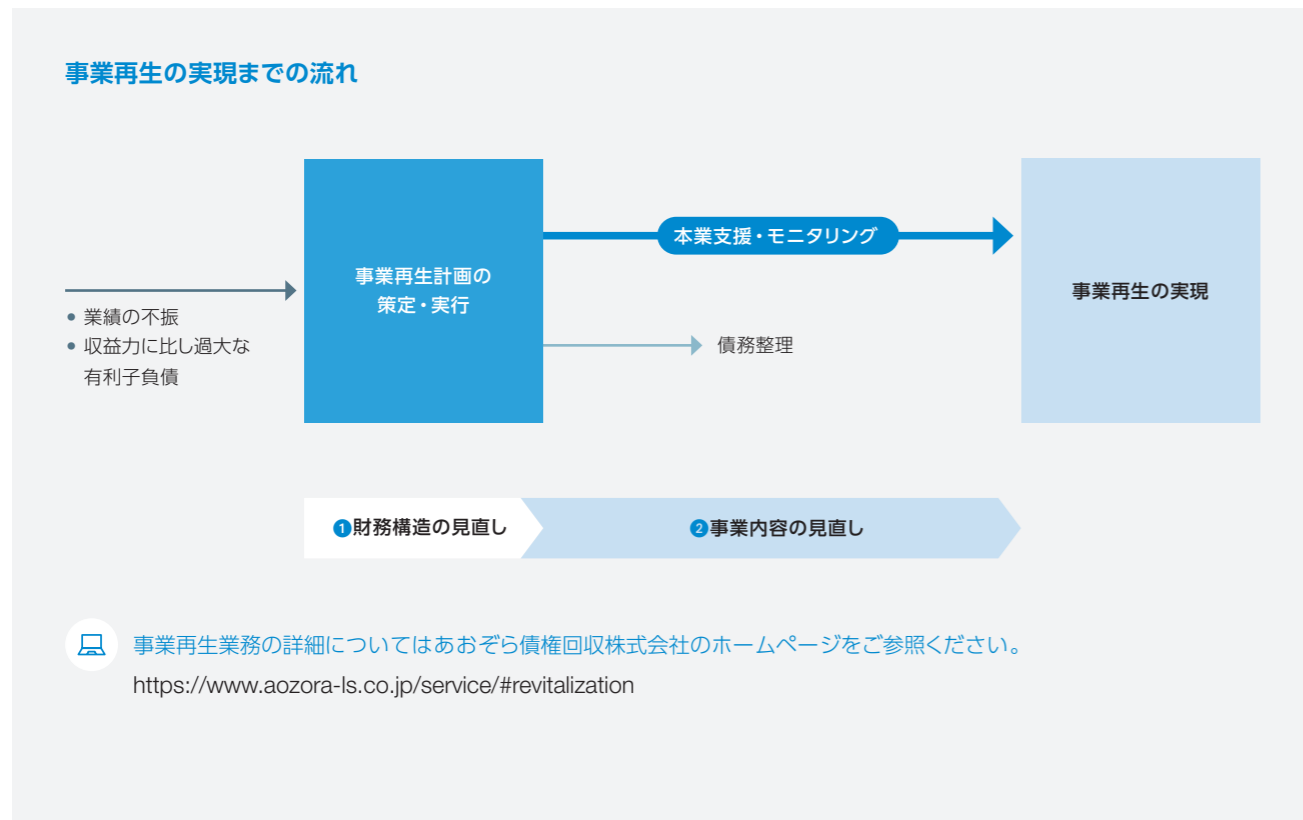 事業再生の実現までの流れ
本業支援・モニタリング
事業再生計画の
策定・実行
事業再生の実現
• 業績の不振
• 収益力に比し過大な
有利子負債
債務整理
❶財務構造の見直し
❷事業内容の見直し
事業再生業務の詳細についてはあおぞら債権回収株式会社のホームページをご参照ください。
https://www.aozora-ls.co.jp/service/#revitalization